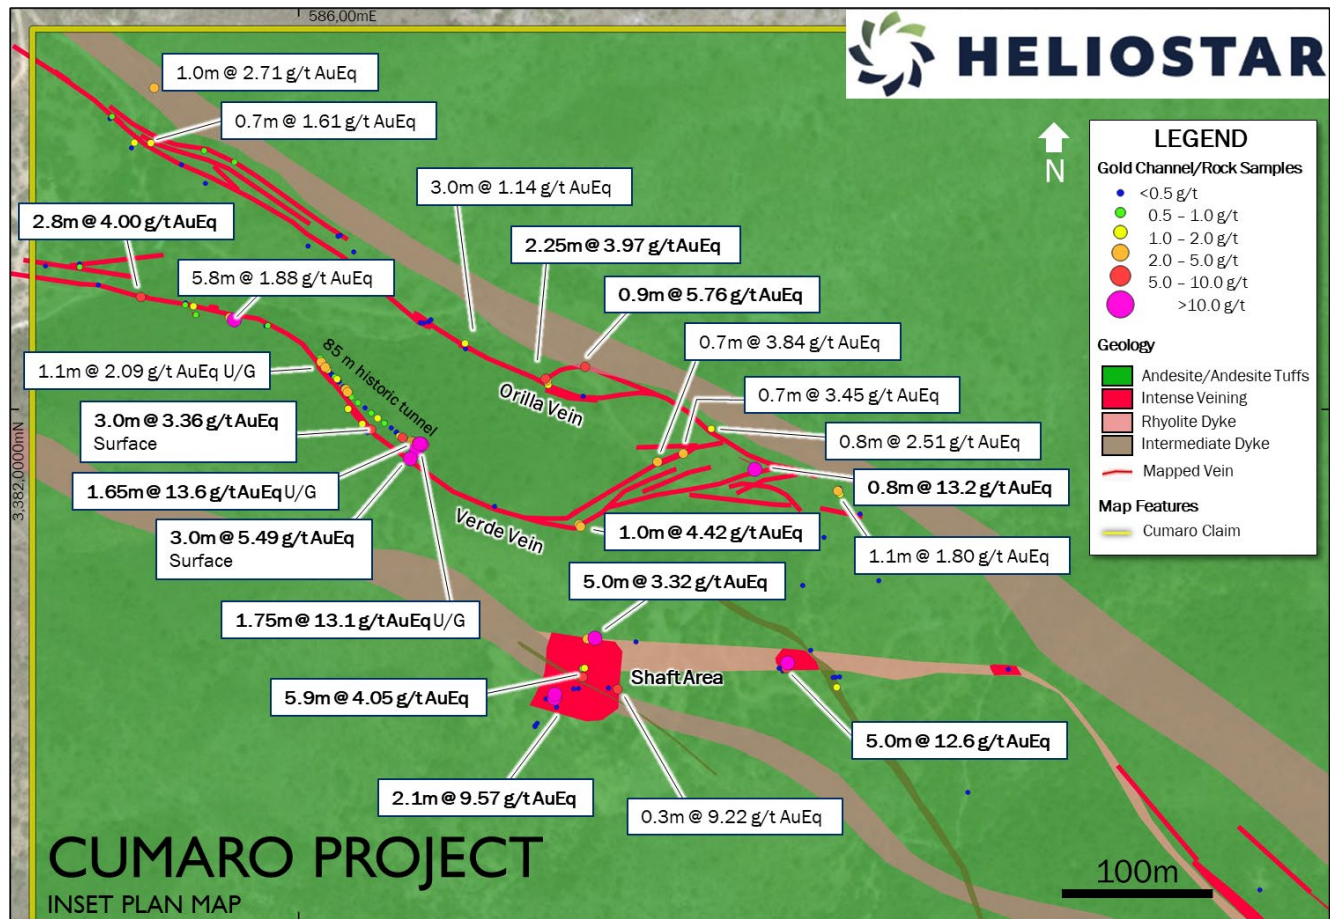 586,00mE
HELIOSTAR
1.0m @ 2.71 g/t AuEq
0.7m @ 1.61 g/t AuEq
3.0m @ 1.14 g/t AuEq
2.8m @ 4.00 g/t AuEq
2.25m @ 3.97 g/t AuEq
5.8m @ 1.88 g/t AuEq
0.9m @ 5.76 g/t AuEq
0.7m @ 3.84 g/t AuEq
1.1m @ 2.09 g/t AuEq U/G
85 m historic tunnel
Orilla Vein
0.7m @ 3.45 g/t AuEq
3.0m @ 3.36 g/t AuEq
Surface
0.8m @ 2.51 g/t AuEq
1.65m @ 13.6 g/t AuEq U/G
0.8m @ 13.2 g/t AuEq
3.0m @ 5.49 g/t AuEq
Surface
Verde Vein
1.0m @ 4.42 g/t AuEq
1.1m @ 1.80 g/t AuEq
5.0m @ 3.32 g/t AuEq
1.75m @ 13.1 g/t AuEq U/G
Shaft Area
5.9m @ 4.05 g/t AuEq
5.0m @ 12.6 g/t AuEq
2.1m @ 9.57 g/t AuEq
0.3m @ 9.22 g/t AuEq
3,382,0000mN
N
LEGEND
Gold Channel/Rock Samples
<0.5 g/t
0.5 – 1.0 g/t
1.0 – 2.0 g/t
2.0 – 5.0 g/t
5.0 – 10.0 g/t
>10.0 g/t
Geology
Andesite/Andesite Tuffs
Intense Veining
Rhyolite Dyke
Intermediate Dyke
Mapped Vein
Map Features
Cumaro Claim
CUMARO PROJECT
INSET PLAN MAP
100m